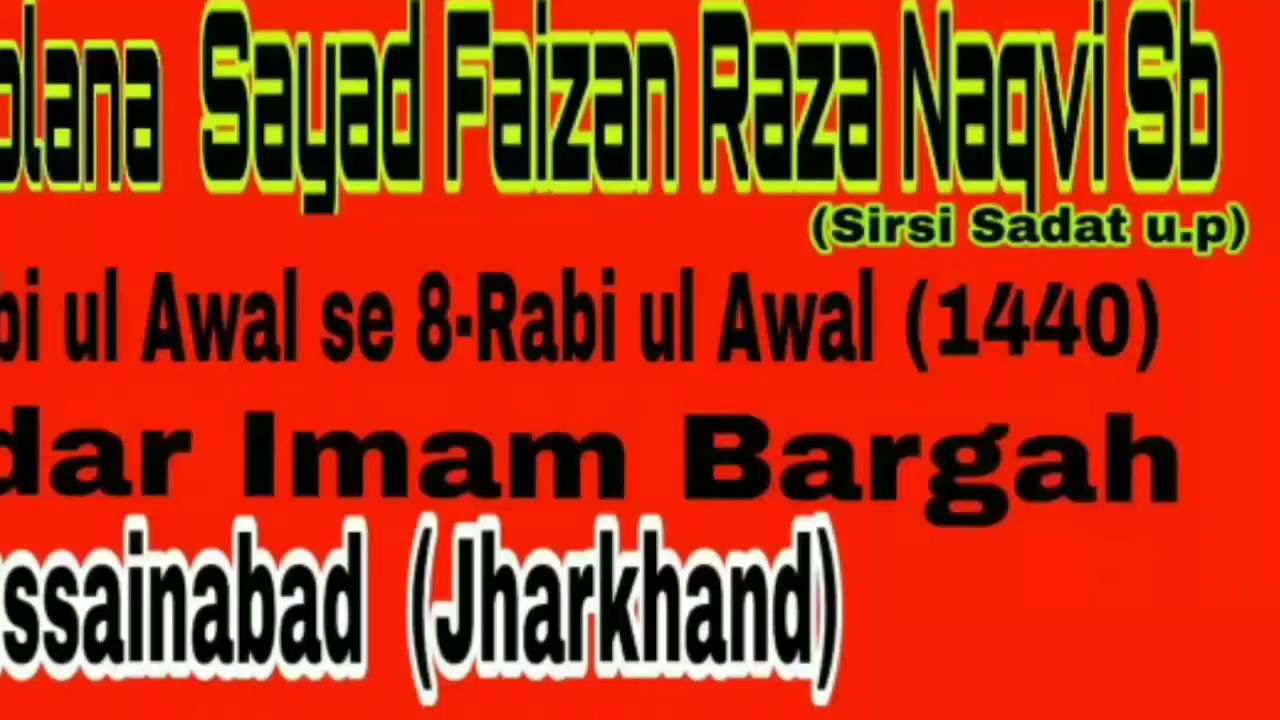 olana Sayad Faizan Raza Naqvi Sb
(Sirsi Sadat u.p)
bi ul Awal se 8-Rabi ul Awal (1440)
dar Imam Bargah
ssainabad (Jharkhand)